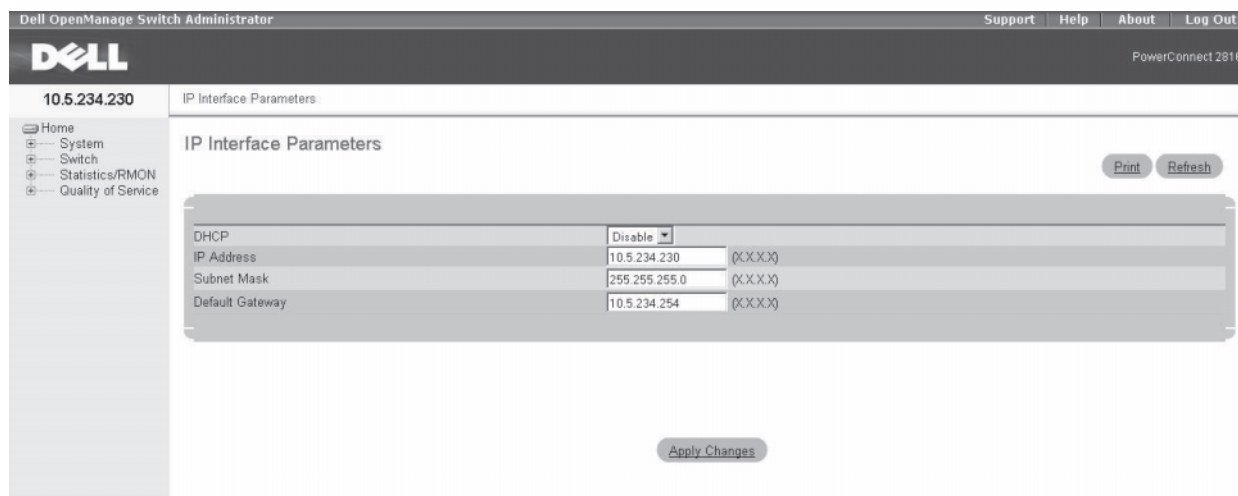 Dell OpenManage Switch Administrator
Support Help About Log Out
DELL
PowerConnect 281
10.5.234.230
IP Interface Parameters
Home
System
Switch
Statistics/RMON
Quality of Service
IP Interface Parameters
Print Refresh
DHCP Disable
IP Address 10.5.234.230 (X.X.X.X)
Subnet Mask 255.255.255.0 (X.X.X.X)
Default Gateway 10.5.234.254 (X.X.X.X)
Apply Changes